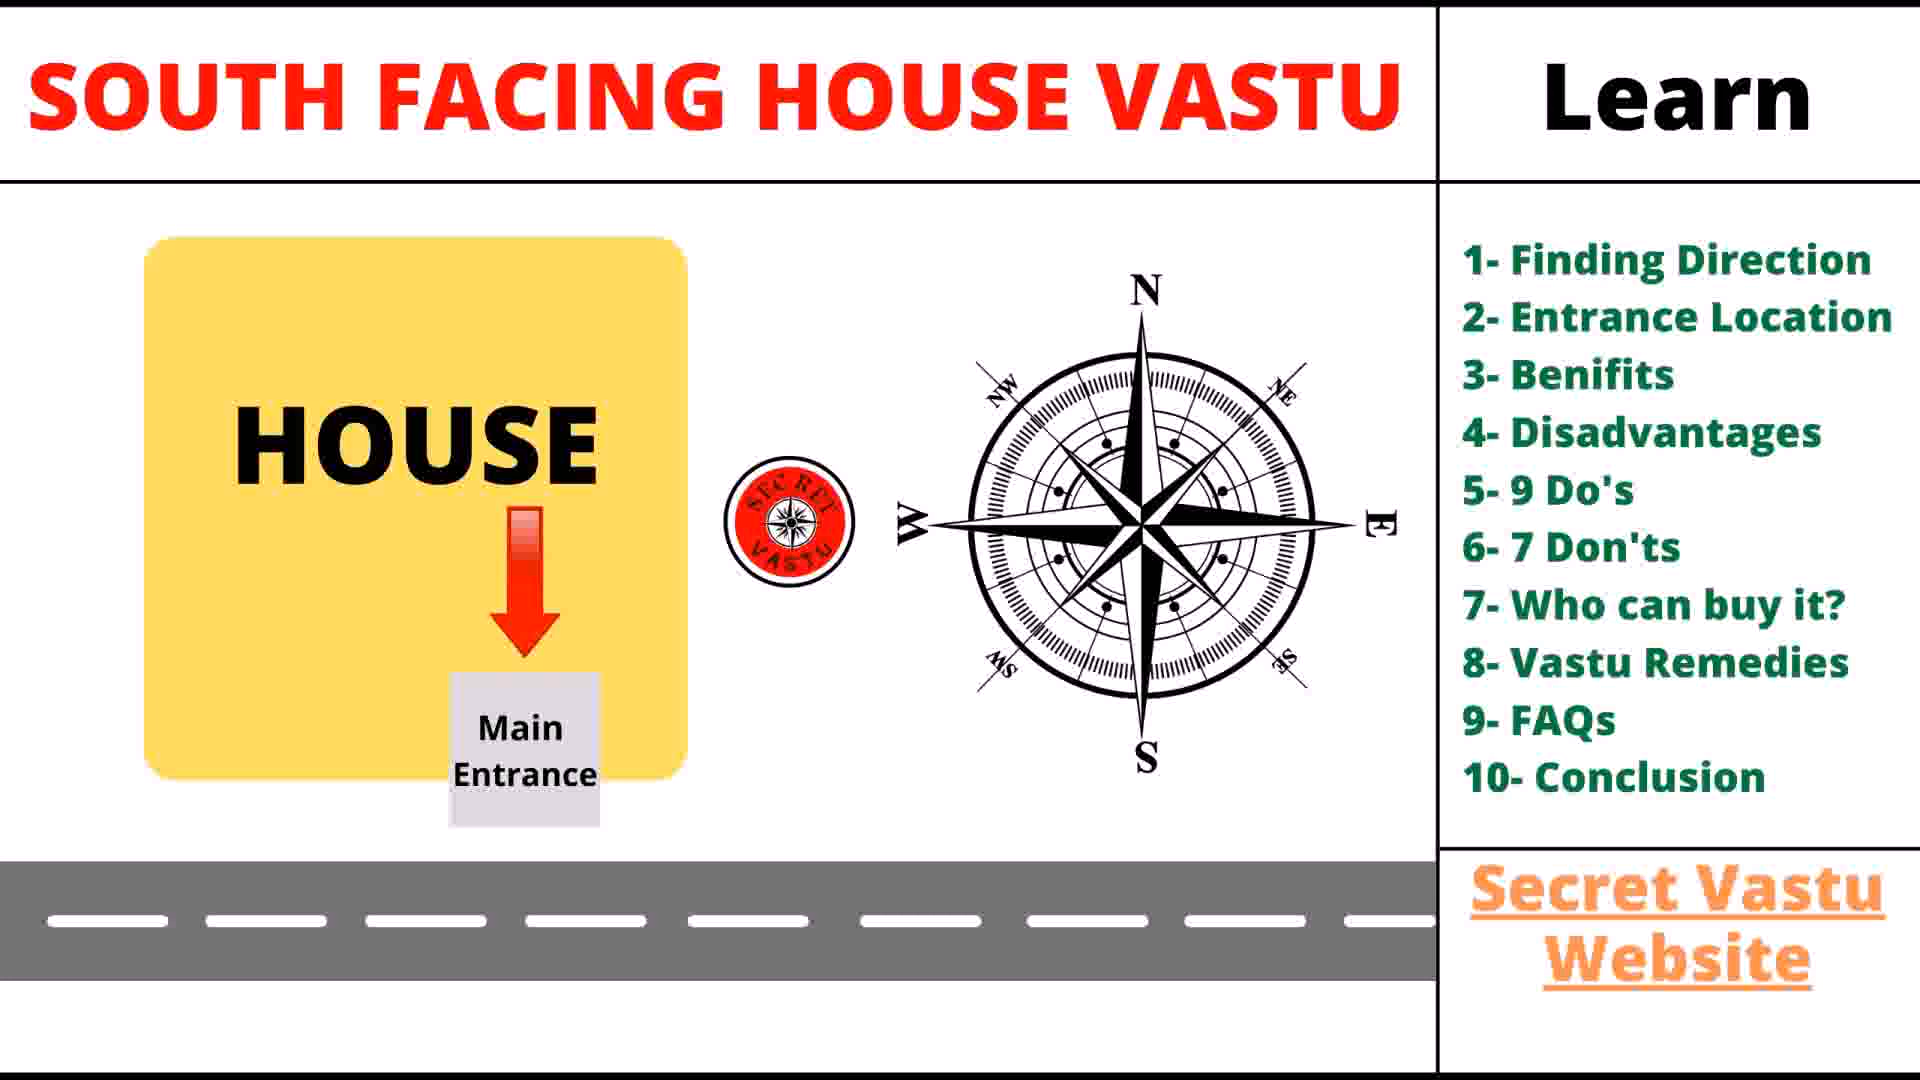 SOUTH FACING HOUSE VASTU
Learn
HOUSE
Main
Entrance
SECRET
VASTU
N
NW
NE
W
E
SW
SE
S
1- Finding Direction
2- Entrance Location
3- Benifits
4- Disadvantages
5- 9 Do's
6- 7 Don'ts
7- Who can buy it?
8- Vastu Remedies
9- FAQs
10- Conclusion
Secret Vastu
Website